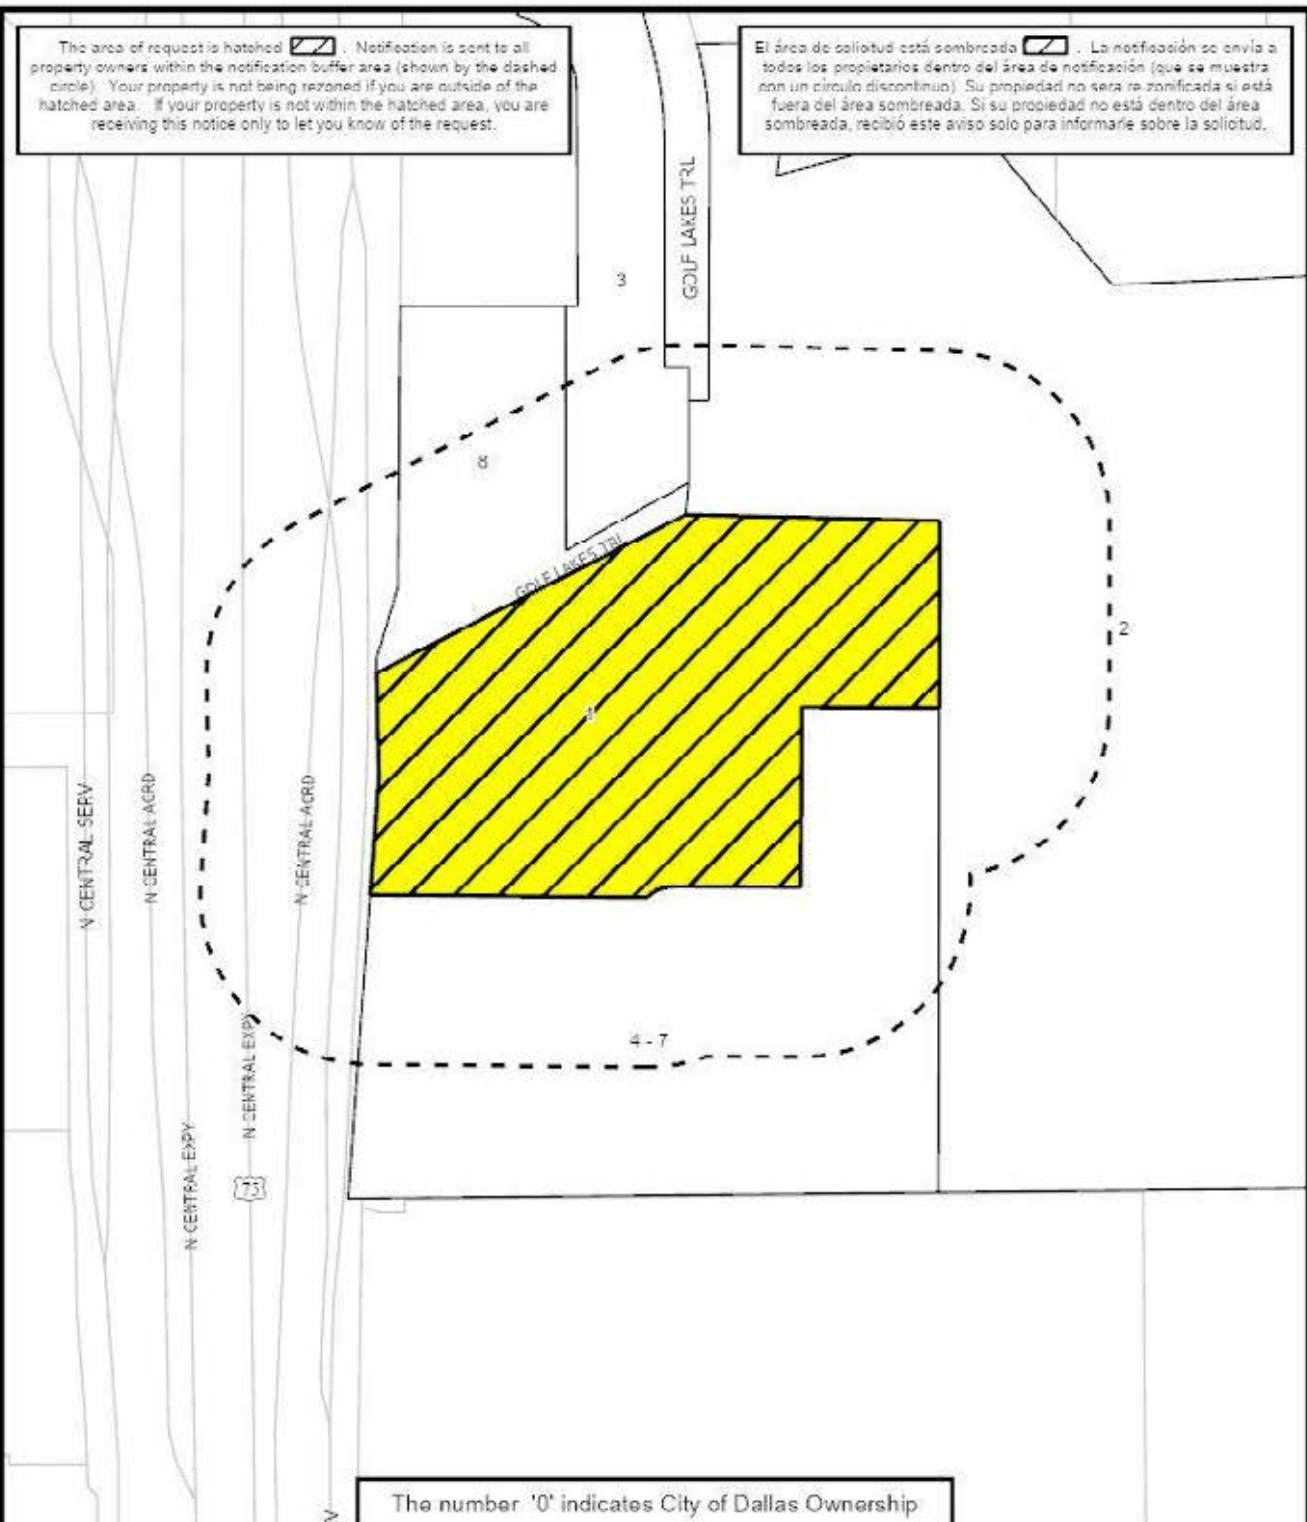 The area of request is hatched . Notification is sent to all
property owners within the notification buffer area (shown by the dashed
circle). Your property is not being rezoned if you are outside of the
hatched area. If your property is not within the hatched area, you are
receiving this notice only to let you know of the request.
El área de solicitud está sombreada . La notificación se envía a
todos los propietarios dentro del área de notificación (que se muestra
con un círculo discontinuo). Su propiedad no sera re-zonificada si está
fuera del área sombreada. Si su propiedad no está dentro del área
sombreada, recibió este aviso solo para informarle sobre la solicitud.
GOLF LAKES TRL
3
8
GOLF LAKES TRL
2
1
N CENTRAL SERV
N CENTRAL ACRD
N CENTRAL ACRD
4 - 7
N CENTRAL EXPY
N CENTRAL EXPY
75
The number '0' indicates City of Dallas Ownership